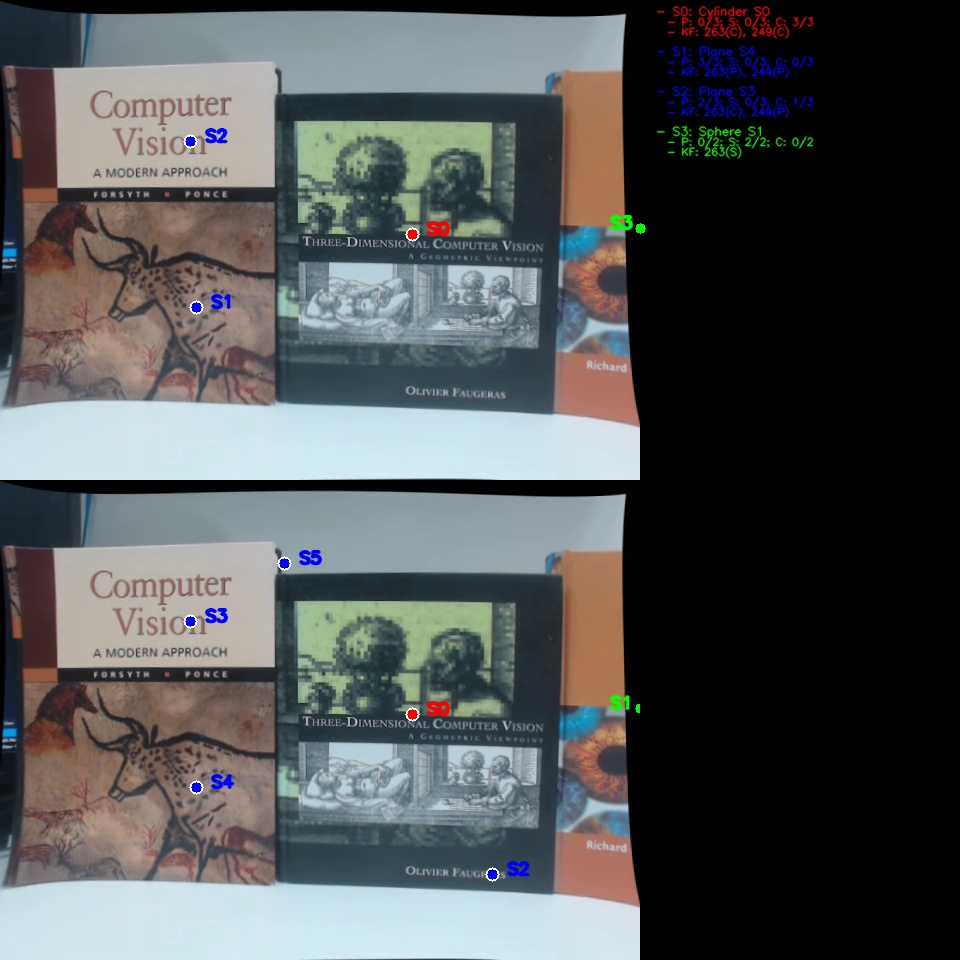 - S0: Cylinder S0
- P: 0/3; S: 0/3; C: 3/3
- KF: 263(C), 249(C)
- S1: Plane S4
- P: 3/3; S: 0/3; C: 0/3
- KF: 263(P), 249(P)
- S2: Plane S3
- P: 2/3; S: 0/3; C: 1/3
- KF: 263(C), 249(P)
- S3: Sphere S1
- P: 0/2; S: 2/2; C: 0/2
- KF: 263(S)
Computer
Vision
S2
A MODERN APPROACH
FORSYTH PONCE
S1
S0
THREE-DIMENSIONAL COMPUTER VISION
A GEOMETRIC VIEWPOINT
OLIVIER FAUGERAS
S3
Richard
S5
Computer
Vision
S3
A MODERN APPROACH
FORSYTH PONCE
S4
S0
THREE-DIMENSIONAL COMPUTER VISION
A GEOMETRIC VIEWPOINT
OLIVIER FAUGERAS
S2
S1
Richard